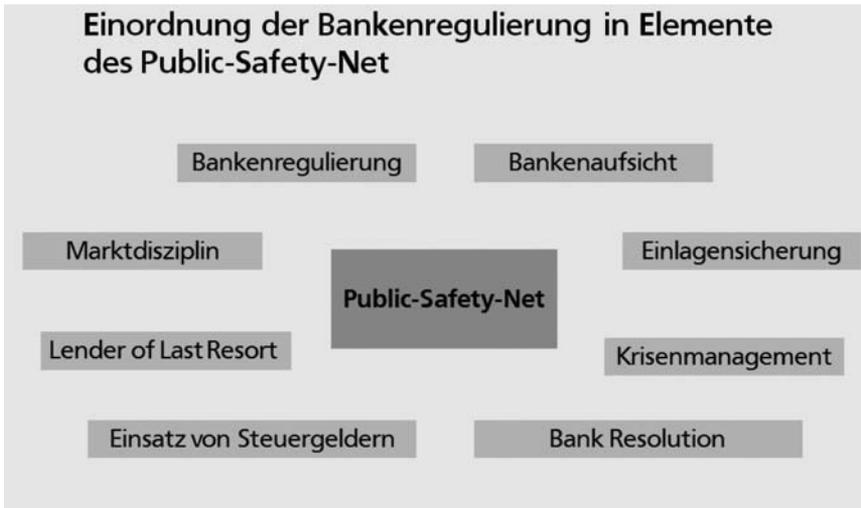 Einordnung der Bankenregulierung in Elemente
des Public-Safety-Net
Bankenregulierung
Bankenaufsicht
Marktdisziplin
Einlagensicherung
Public-Safety-Net
Lender of Last Resort
Krisenmanagement
Einsatz von Steuergeldern
Bank Resolution